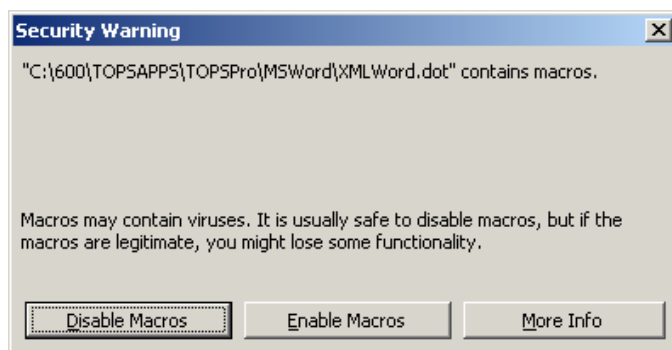 Security Warning
"C:\600\TOPSAPPS\TOPSPro\MSWord\XMLWord.dot" contains macros.
Macros may contain viruses. It is usually safe to disable macros, but if the
macros are legitimate, you might lose some functionality.
Disable Macros Enable Macros More Info